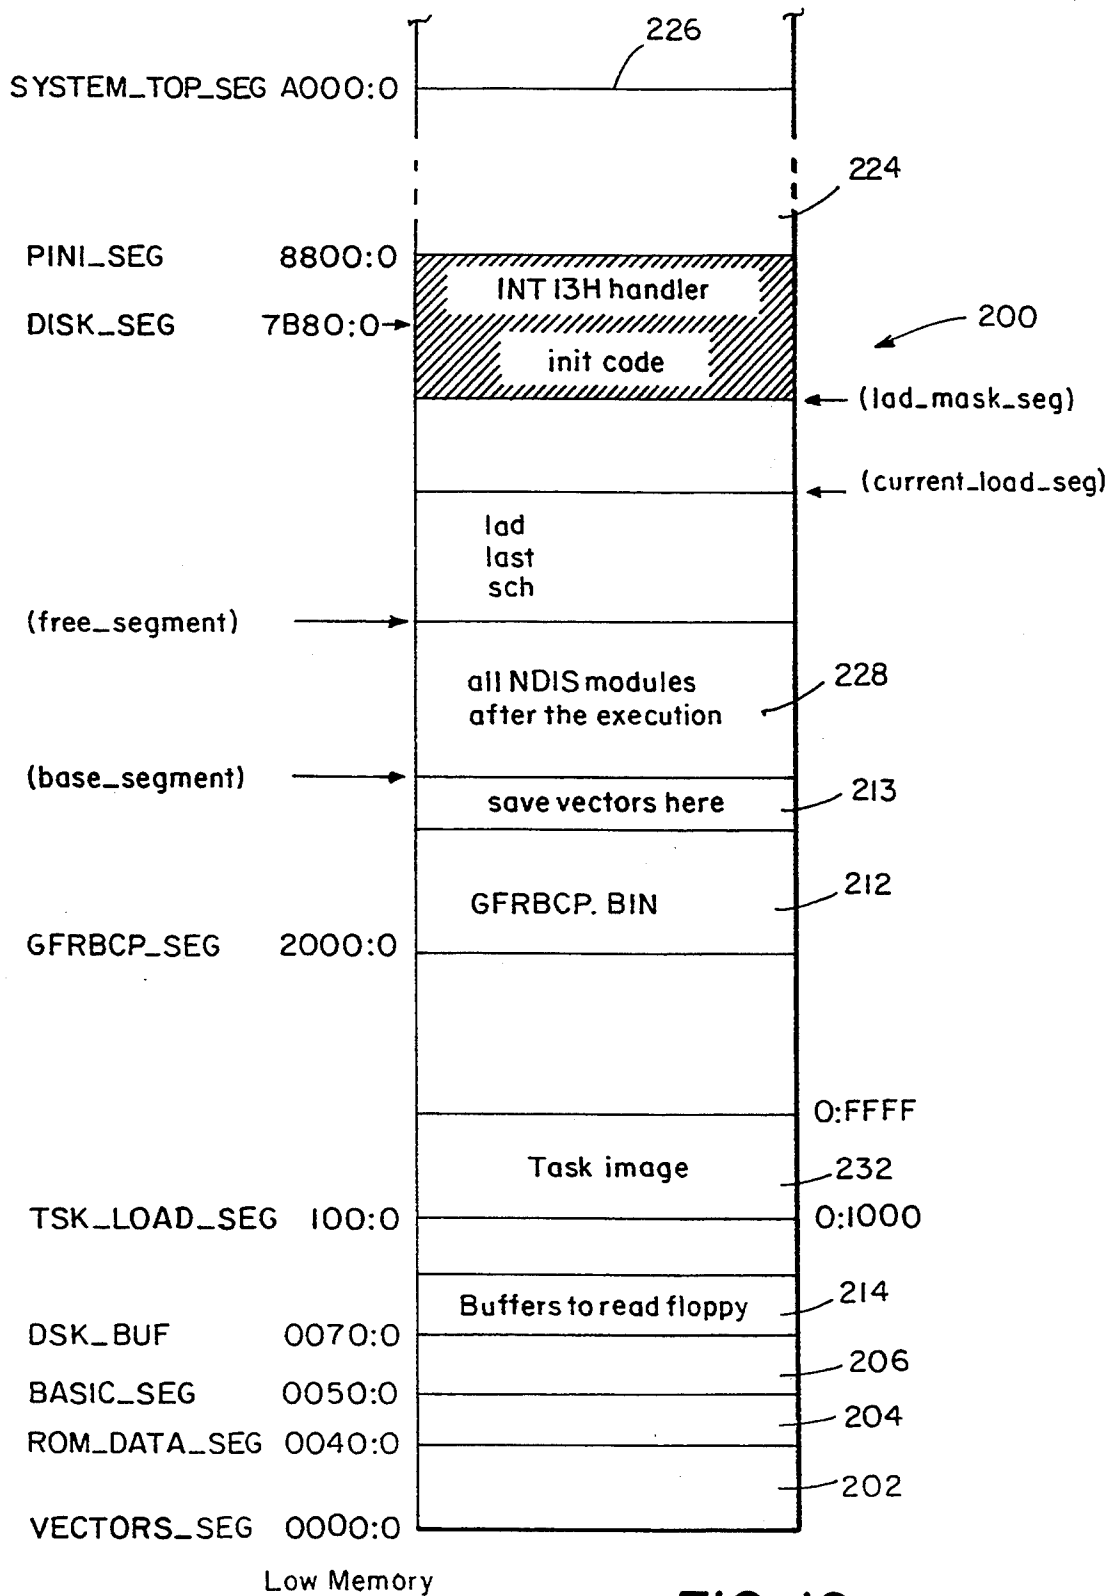 226
SYSTEM_TOP_SEG A000:0
224
PINI_SEG 8800:0
INT 13H handler
DISK_SEG 7B80:0
200
init code
(lad_mask_seg)
(current_load_seg)
lad
last
sch
(free_segment)
all NDIS modules
after the execution
228
(base_segment)
save vectors here
213
212
GFRBCP. BIN
GFRBCP_SEG 2000:0
0:FFFF
Task image
232
TSK_LOAD_SEG 100:0
0:1000
Buffers to read floppy
214
DSK_BUF 0070:0
206
BASIC_SEG 0050:0
204
ROM_DATA_SEG 0040:0
202
VECTORS_SEG 0000:0
Low Memory